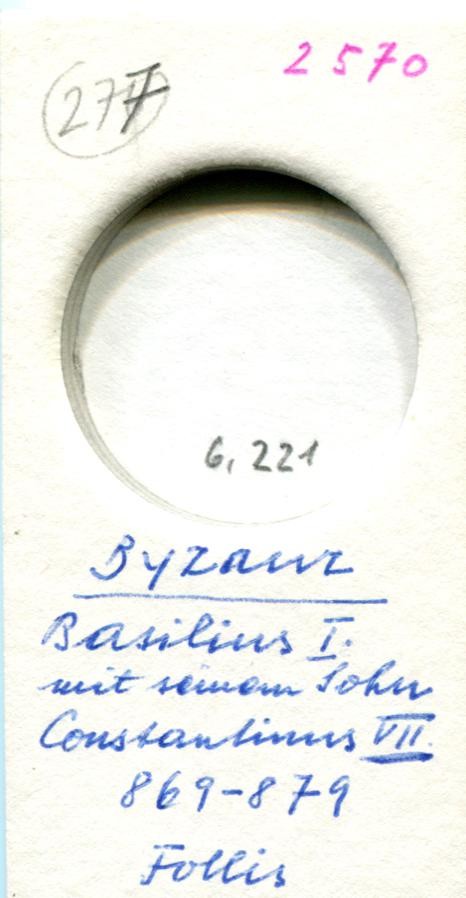 2570
277
6,221
Byzanz
Basilius I.
mit seinem Sohn
Constantinus VII.
869-879
Follis